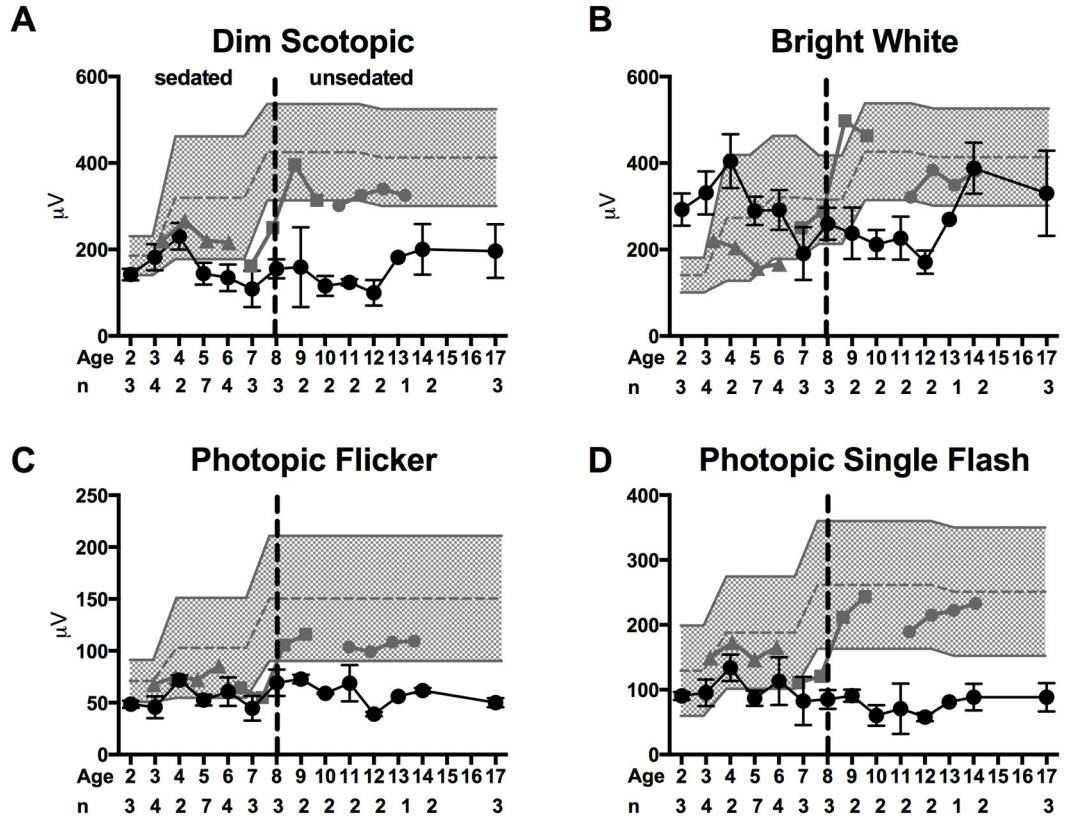 A
Dim Scotopic
sedated unsedated
600
400
200
0
µV
Age 2 3 4 5 6 7 8 9 10 11 12 13 14 15 16 17
n 3 4 2 7 4 3 3 2 2 2 2 1 2 3
B
Bright White
600
400
200
0
µV
Age 2 3 4 5 6 7 8 9 10 11 12 13 14 15 16 17
n 3 4 2 7 4 3 3 2 2 2 2 1 2 3
C
Photopic Flicker
250
200
150
100
50
0
µV
Age 2 3 4 5 6 7 8 9 10 11 12 13 14 15 16 17
n 3 4 2 7 4 3 3 2 2 2 2 1 2 3
D
Photopic Single Flash
400
300
200
100
0
µV
Age 2 3 4 5 6 7 8 9 10 11 12 13 14 15 16 17
n 3 4 2 7 4 3 3 2 2 2 2 1 2 3